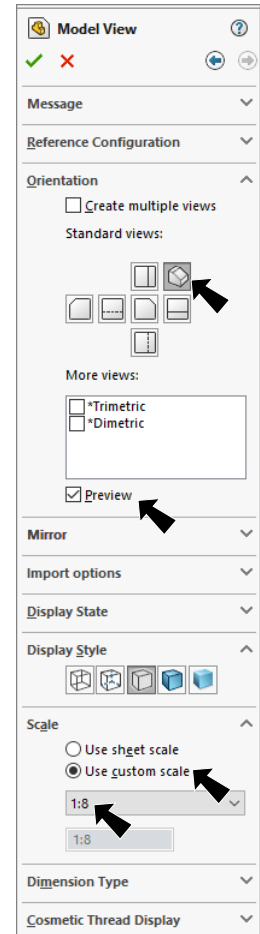 Model View
Message
Reference Configuration
Orientation
Create multiple views
Standard views:
More views:
*Trimetric
*Dimetric
Preview
Mirror
Import options
Display State
Display Style
Scale
Use sheet scale
Use custom scale
1:8
1:8
Dimension Type
Cosmetic Thread Display